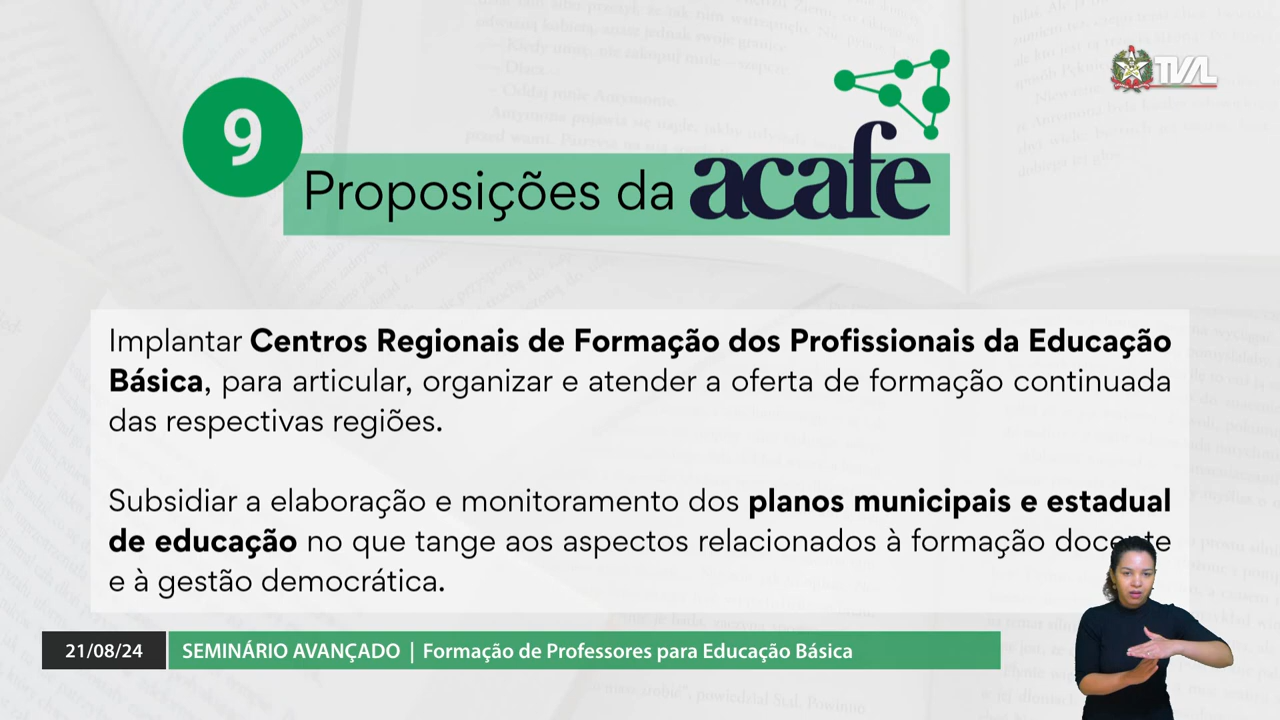 TVAL
9
Proposições da acafe
Implantar Centros Regionais de Formação dos Profissionais da Educação
Básica, para articular, organizar e atender a oferta de formação continuada
das respectivas regiões.
Subsidiar a elaboração e monitoramento dos planos municipais e estadual
de educação no que tange aos aspectos relacionados à formação docente
e à gestão democrática.
21/08/24 SEMINÁRIO AVANÇADO | Formação de Professores para Educação Básica